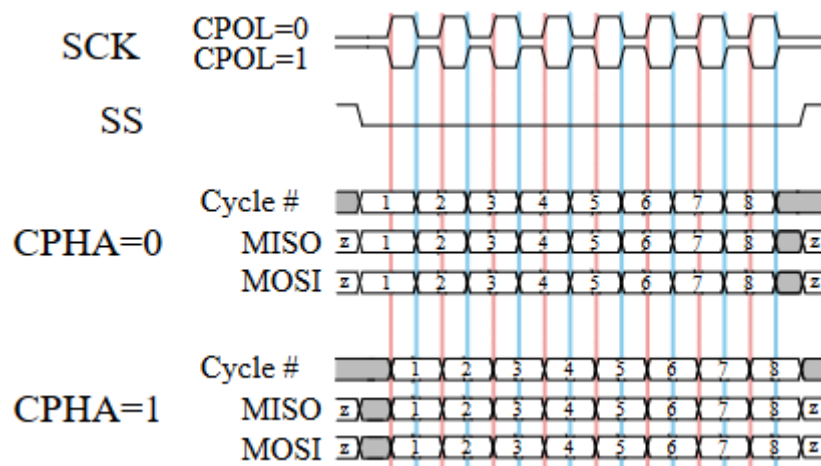 SCK CPOL=0
CPOL=1
SS
Cycle # 1 2 3 4 5 6 7 8
CPHA=0 MISO z 1 2 3 4 5 6 7 8 z
MOSI z 1 2 3 4 5 6 7 8 z
Cycle # 1 2 3 4 5 6 7 8
CPHA=1 MISO z 1 2 3 4 5 6 7 8 z
MOSI z 1 2 3 4 5 6 7 8 z